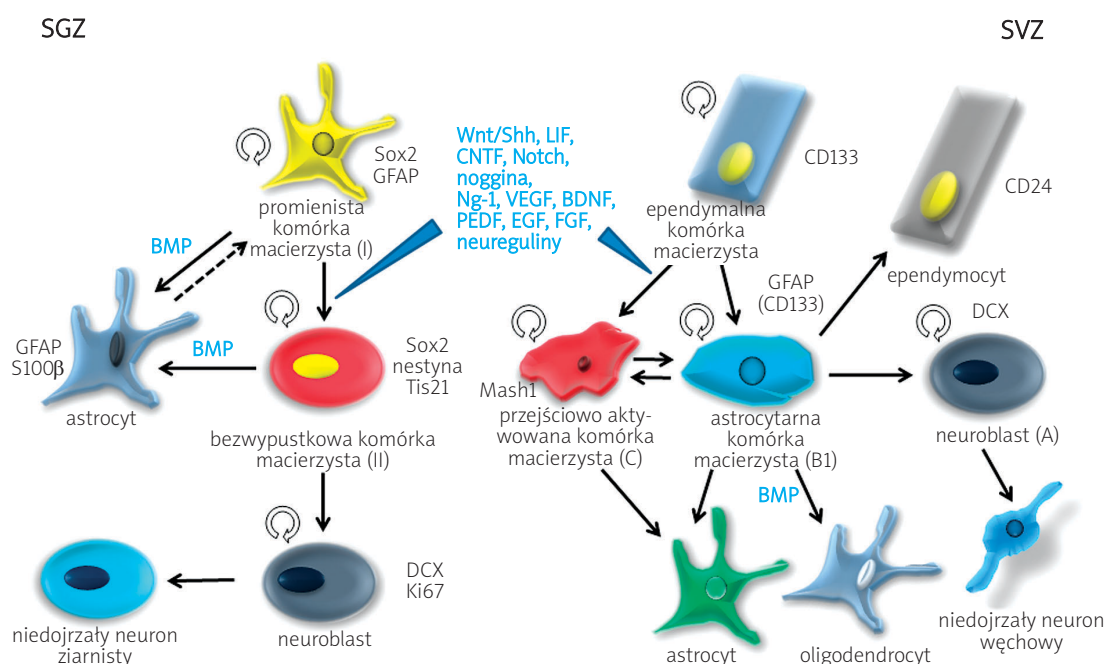 SGZ
SVZ
Sox2
GFAP
promienista
komórka
macierzysta (I)
BMP
Wnt/Shh, LIF,
CNTF, Notch,
noggina,
Ng-1, VEGF, BDNF,
PEDF, EGF, FGF,
neureguliny
CD133
ependymalna
komórka
macierzysta
CD24
ependymocyt
GFAP
S100β
astrocyt
BMP
Sox2
nestyna
Tis21
bezwypustkowa komórka
macierzysta (II)
Mash1
przejściowo akty-
wowana komórka
macierzysta (C)
GFAP
(CD133)
astrocytarna
komórka
macierzysta (B1)
DCX
neuroblast (A)
BMP
niedojrzały neuron
ziarnisty
DCX
Ki67
neuroblast
astrocyt
oligodendrocyt
niedojrzały neuron
węchowy